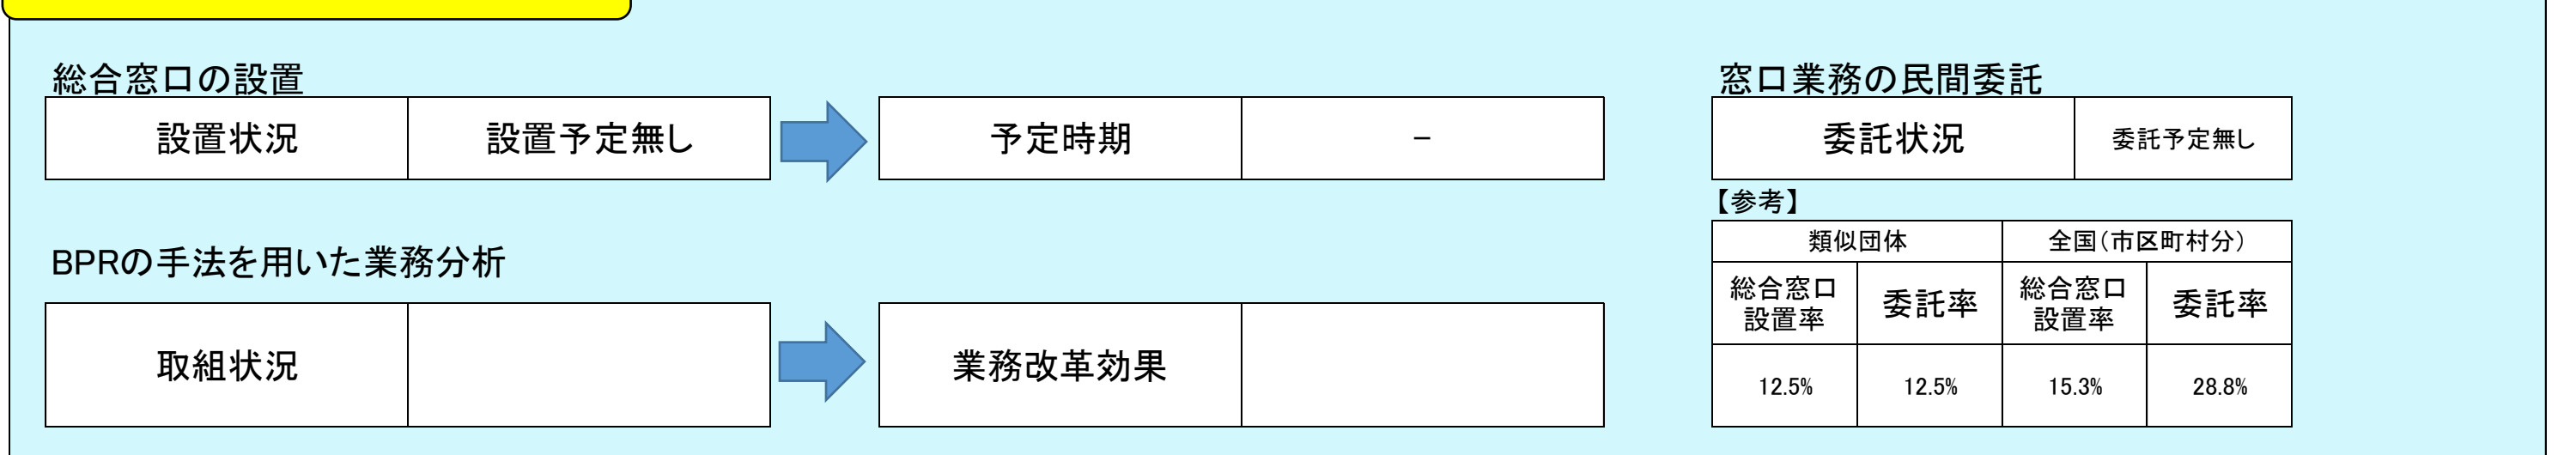 総合窓口の設置
設置状況 設置予定無し 予定時期 －
BPRの手法を用いた業務分析
取組状況 業務改革効果
窓口業務の民間委託
委託状況 委託予定無し
【参考】
類似団体 全国(市区町村分)
総合窓口
設置率
委託率
総合窓口
設置率
委託率
12.5% 12.5% 15.3% 28.8%